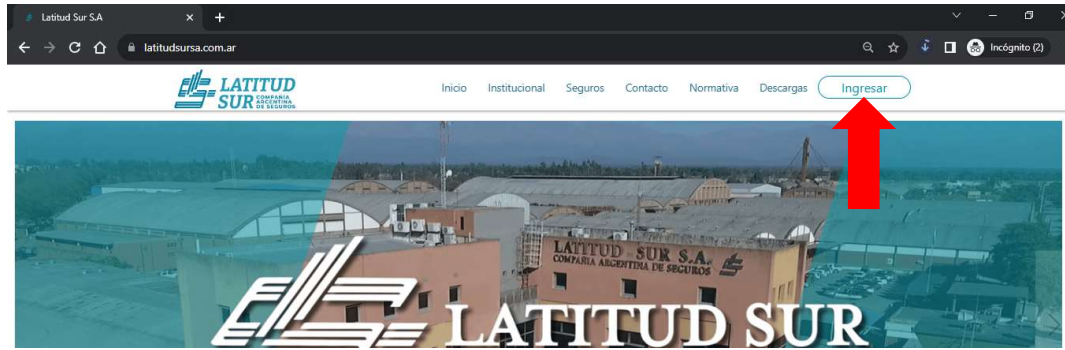 Latitud Sur S.A
latitudsursa.com.ar
Incógnito (2)
LATITUD
SUR COMPAÑIA
ARGENTINA
DE SEGUROS
Inicio Institucional Seguros Contacto Normativa Descargas Ingresar
LATITUD SUR S.A.
COMPAÑIA ARGENTINA DE SEGUROS
LATITUD SUR